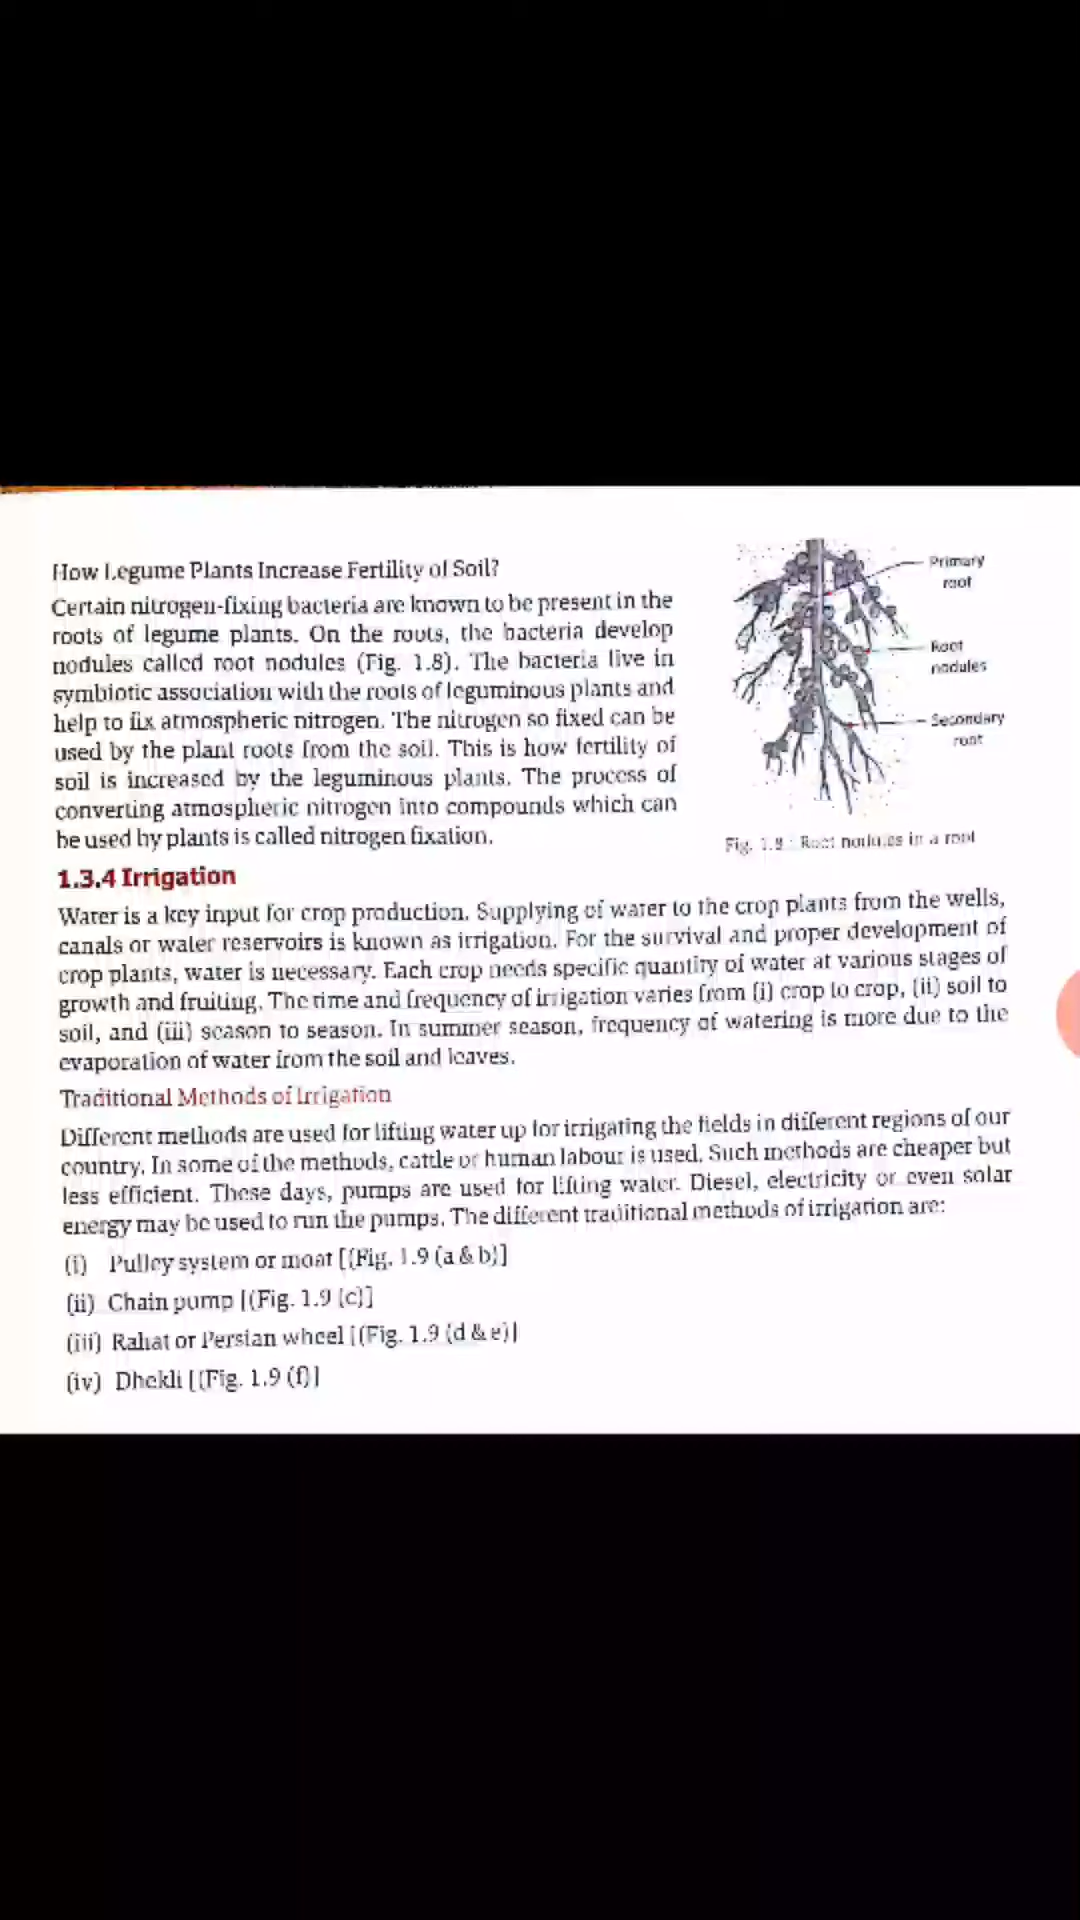 How Legume Plants Increase Fertility of Soil?
Certain nitrogen-fixing bacteria are known to be present in the
roots of legume plants. On the roots, the bacteria develop
nodules called root nodules (Fig. 1.8). The bacteria live in
symbiotic association with the roots of leguminous plants and
help to fix atmospheric nitrogen. The nitrogen so fixed can be
used by the plant roots from the soil. This is how fertility of
soil is increased by the leguminous plants. The process of
converting atmospheric nitrogen into compounds which can
be used by plants is called nitrogen fixation.
Primary
root
Root
nodules
Secondary
root
Fig. 1.8 : Root nodules in a root
1.3.4 Irrigation
Water is a key input for crop production. Supplying of water to the crop plants from the wells,
canals or water reservoirs is known as irrigation. For the survival and proper development of
crop plants, water is necessary. Each crop needs specific quantity of water at various stages of
growth and fruiting. The time and frequency of irrigation varies from (i) crop to crop, (ii) soil to
soil, and (iii) season to season. In summer season, frequency of watering is more due to the
evaporation of water from the soil and leaves.
Traditional Methods of Irrigation
Different methods are used for lifting water up for irrigating the fields in different regions of our
country. In some of the methods, cattle or human labour is used. Such methods are cheaper but
less efficient. These days, pumps are used for lifting water. Diesel, electricity or even solar
energy may be used to run the pumps. The different traditional methods of irrigation are:
(i) Pulley system or moat [(Fig. 1.9 (a & b)]
(ii) Chain pump [(Fig. 1.9 (c)]
(iii) Rahat or Persian wheel [(Fig. 1.9 (d & e)]
(iv) Dhekli [(Fig. 1.9 (f)]